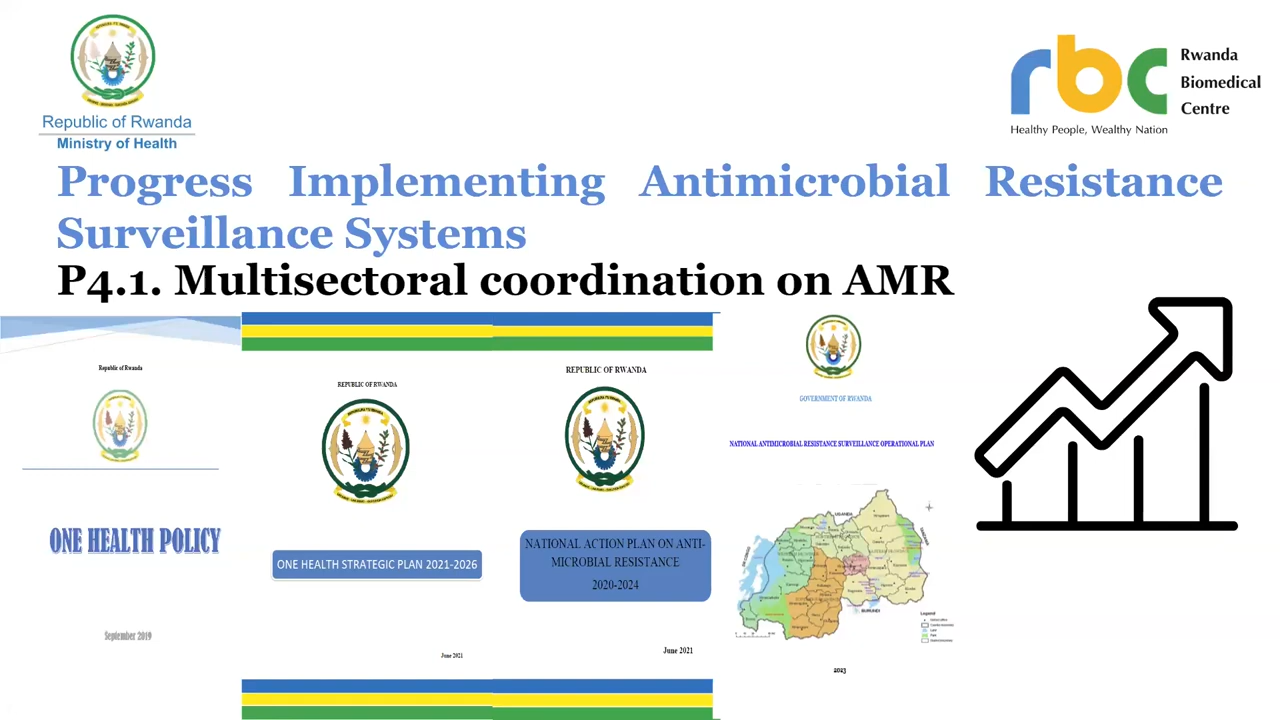 Republic of Rwanda
Ministry of Health
rbc
Rwanda
Biomedical
Centre
Healthy People, Wealthy Nation
Progress Implementing Antimicrobial Resistance
Surveillance Systems
P4.1. Multisectoral coordination on AMR
Republic of Rwanda
ONE HEALTH POLICY
September 2019
REPUBLIC OF RWANDA
ONE HEALTH STRATEGIC PLAN 2021-2026
June 2021
REPUBLIC OF RWANDA
NATIONAL ACTION PLAN ON ANTI-
MICROBIAL RESISTANCE
2020-2024
June 2021
GOVERNMENT OF RWANDA
NATIONAL ANTIMICROBIAL RESISTANCE SURVEILLANCE OPERATIONAL PLAN
UGANDA
BURUNDI
Legend
2023